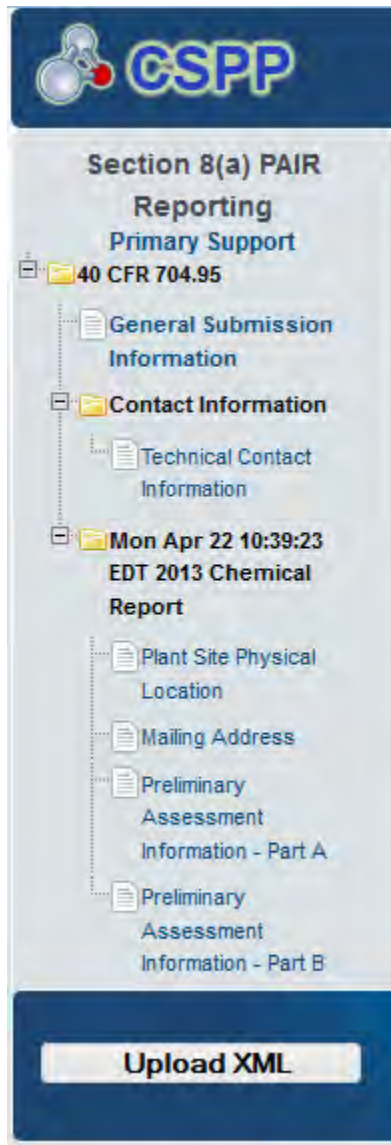 CSPP
Section 8(a) PAIR
Reporting
Primary Support
40 CFR 704.95
General Submission
Information
Contact Information
Technical Contact
Information
Mon Apr 22 10:39:23
EDT 2013 Chemical
Report
Plant Site Physical
Location
Mailing Address
Preliminary
Assessment
Information - Part A
Preliminary
Assessment
Information - Part B
Upload XML